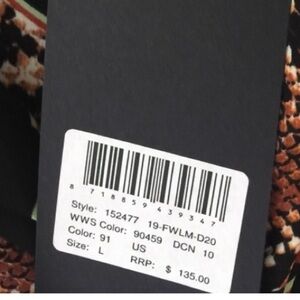 8 718859 439347
Style: 152477 19-FWLM-D20
WWS Color: 90459 DCN 10
Color: 91 US
Size: L RRP: $ 135.00